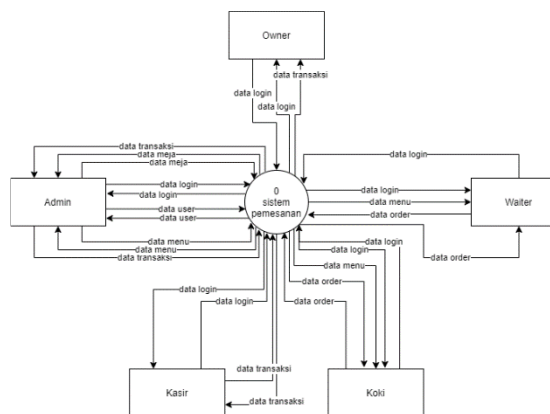 Owner
data login
data transaksi
data login
data transaksi
data meja
data meja
data login
data login
data login
Admin
data login
data user
data user
0
sistem
pemesanan
data login
data menu
data order
Waiter
data menu
data menu
data transaksi
data login
data login
data menu
data order
data login
data login
data order
data order
data transaksi
Kasir
data transaksi
Koki